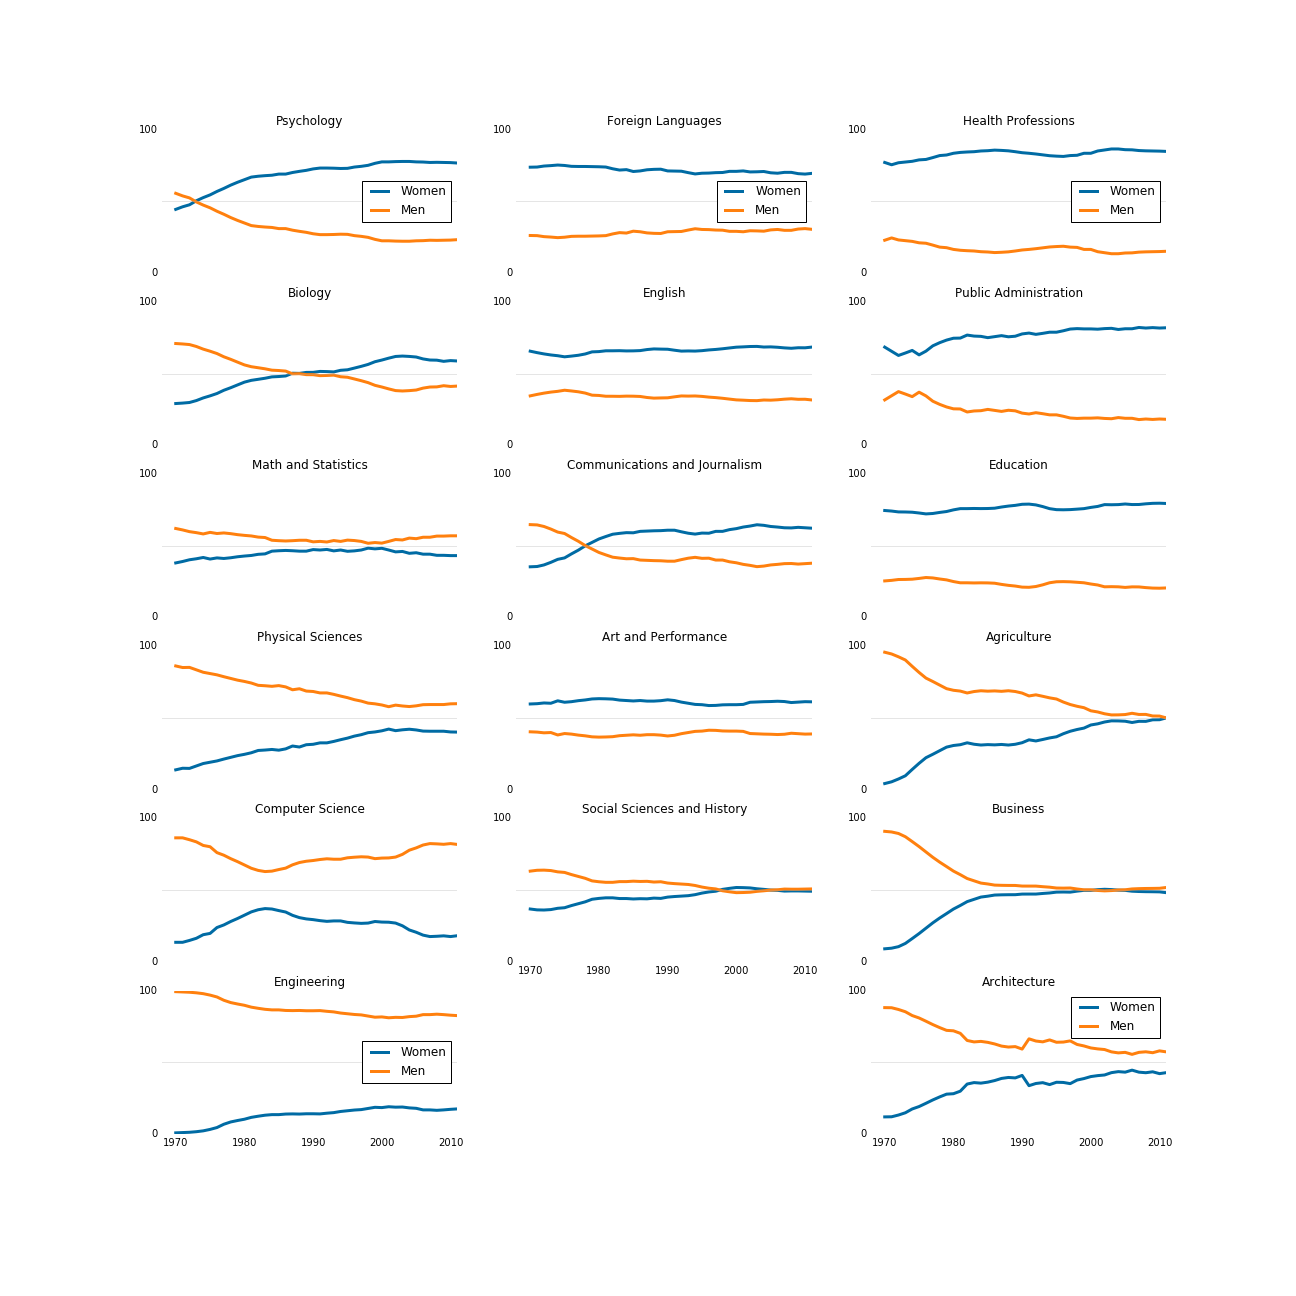 Psychology
100
0
Women
Men
Foreign Languages
100
0
Women
Men
Health Professions
100
0
Women
Men
Biology
100
0
English
100
0
Public Administration
100
0
Math and Statistics
100
0
Communications and Journalism
100
0
Education
100
0
Physical Sciences
100
0
Art and Performance
100
0
Agriculture
100
0
Computer Science
100
0
Social Sciences and History
100
0
1970 1980 1990 2000 2010
Business
100
0
Engineering
100
0
Women
Men
1970 1980 1990 2000 2010
Architecture
100
0
Women
Men
1970 1980 1990 2000 2010